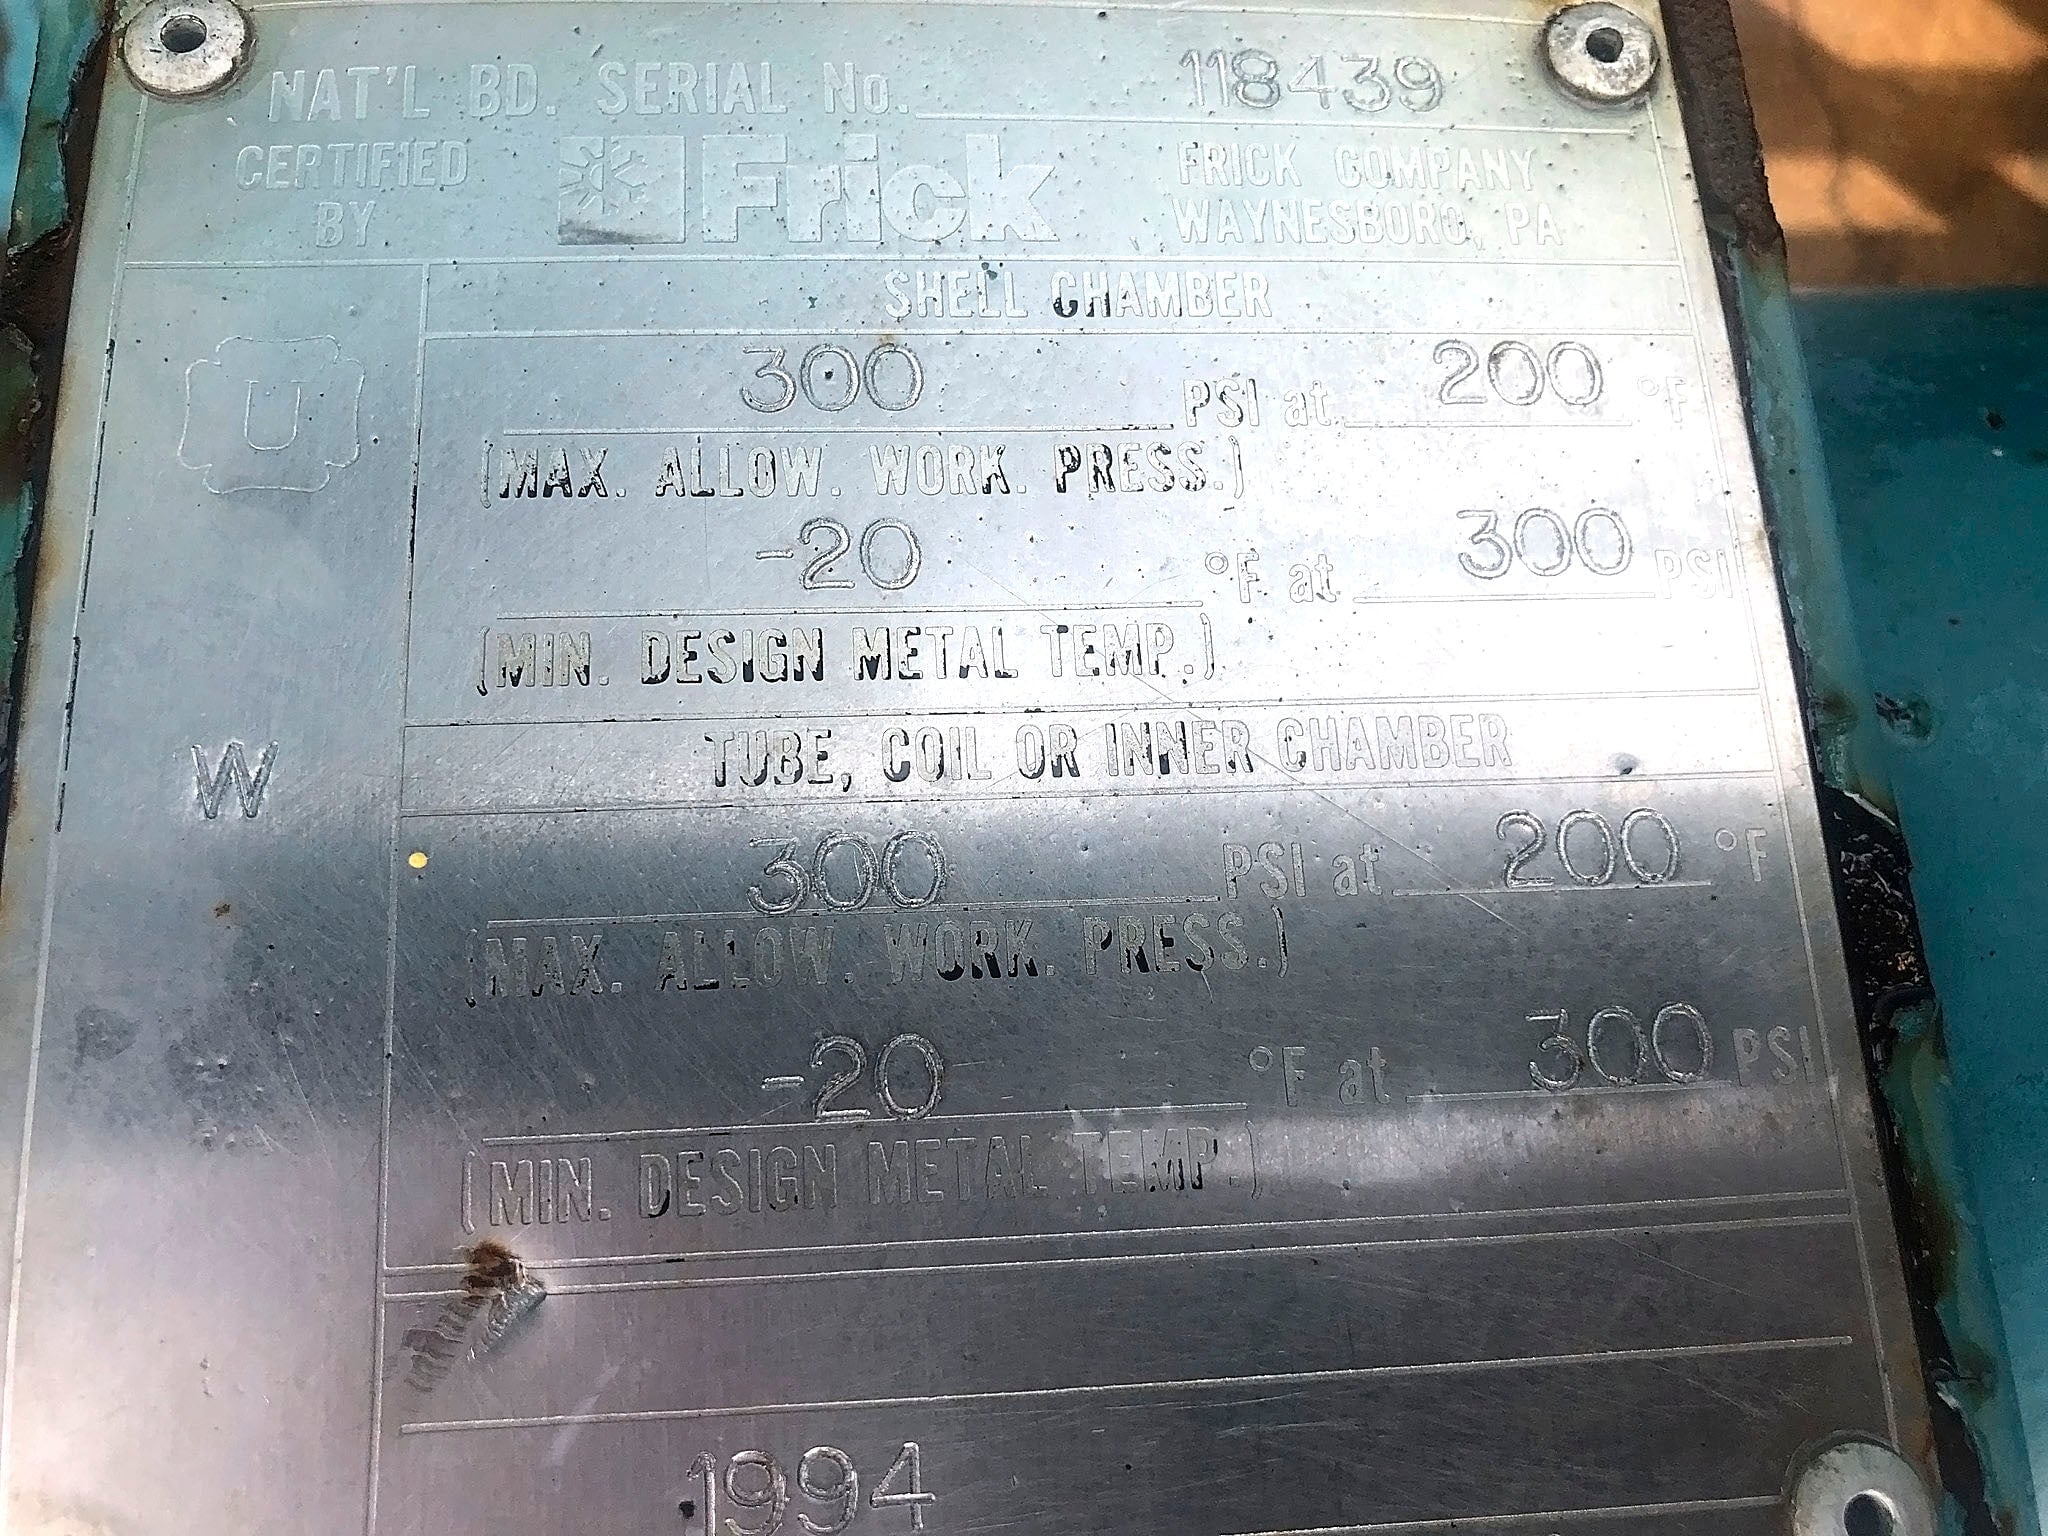 NAT'L BD. SERIAL No. 118439
CERTIFIED BY
Frick
FRICK COMPANY
WAYNESBORO, PA
U
W
SHELL CHAMBER
300 PSI at 200 °F
(MAX. ALLOW. WORK. PRESS.)
-20 °F at 300 PSI
(MIN. DESIGN METAL TEMP.)
TUBE, COIL OR INNER CHAMBER
300 PSI at 200 °F
(MAX. ALLOW. WORK. PRESS.)
-20 °F at 300 PSI
(MIN. DESIGN METAL TEMP.)
1994